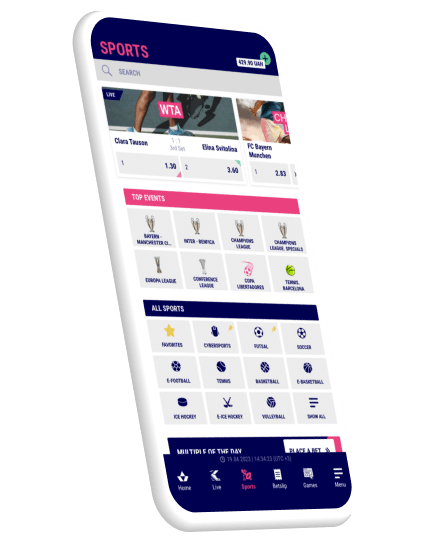 SPORTS
429.90 UAH
SEARCH
LIVE
WTA
CH
L
Clara Tauson
1 : 1
3rd Set
Elina Svitolina
FC Bayern
Munchen
1 1.30 2 3.60
1 2.83
TOP EVENTS
BAYERN -
MANCHESTER CI...
INTER - BENFICA
CHAMPIONS
LEAGUE
CHAMPIONS
LEAGUE. SPECIALS
EUROPA LEAGUE
CONFERENCE
LEAGUE
COPA
LIBERTADORES
TENNIS.
BARCELONA
ALL SPORTS
FAVORITES
CYBERSPORTS
FUTSAL
SOCCER
E-FOOTBALL
TENNIS
BASKETBALL
E-BASKETBALL
ICE HOCKEY
E-ICE HOCKEY
VOLLEYBALL
SHOW ALL
MULTIPLE OF THE DAY
PLACE A BET
19.04.2023 | 14:34:23 (UTC +3)
Home
Live
Sports
Betslip
Games
Menu